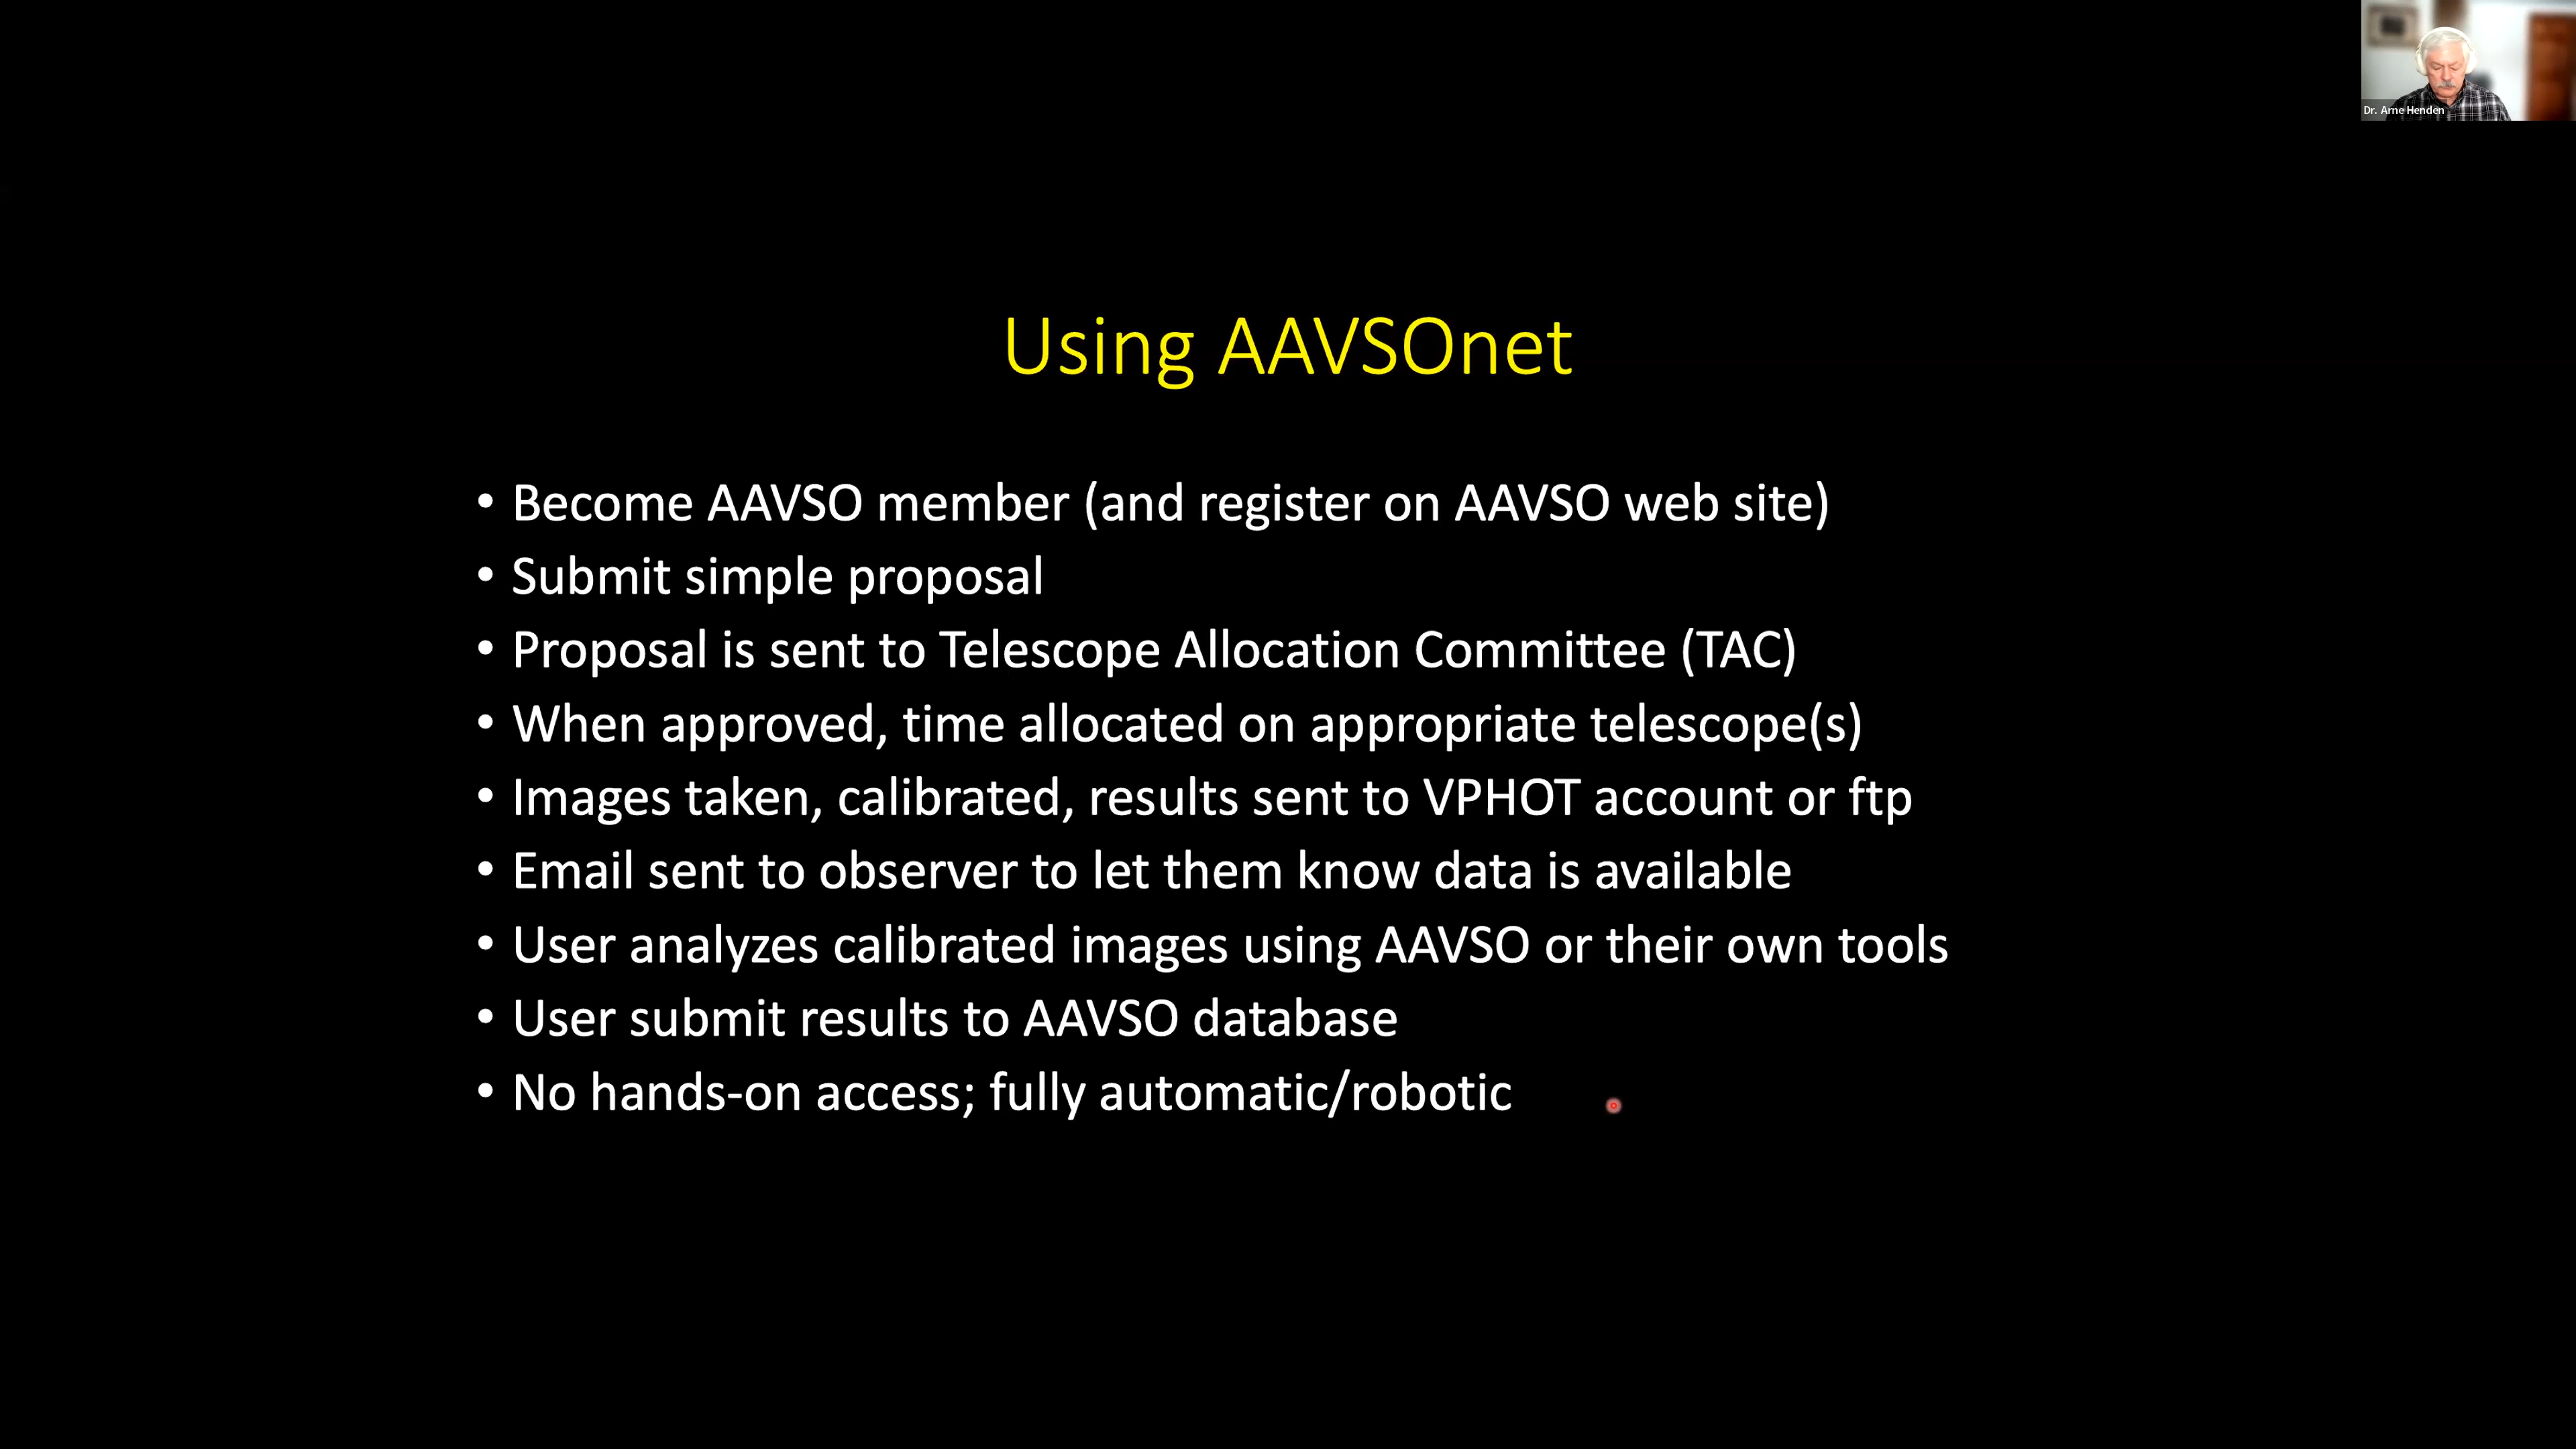 Dr. Arne Henden
Using AAVSOnet
• Become AAVSO member (and register on AAVSO web site)
• Submit simple proposal
• Proposal is sent to Telescope Allocation Committee (TAC)
• When approved, time allocated on appropriate telescope(s)
• Images taken, calibrated, results sent to VPHOT account or ftp
• Email sent to observer to let them know data is available
• User analyzes calibrated images using AAVSO or their own tools
• User submit results to AAVSO database
• No hands-on access; fully automatic/robotic